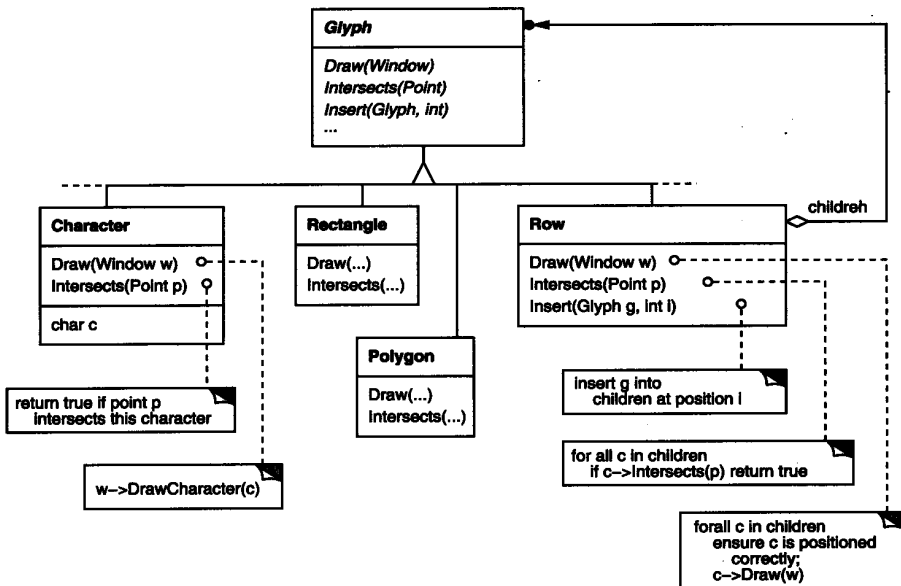 Glyph
Draw(Window)
Intersects(Point)
Insert(Glyph, int)
...
children
Character
Draw(Window w)
Intersects(Point p)
char c
Rectangle
Draw(...)
Intersects(...)
Row
Draw(Window w)
Intersects(Point p)
Insert(Glyph g, int i)
Polygon
Draw(...)
Intersects(...)
return true if point p
intersects this character
w->DrawCharacter(c)
insert g into
children at position i
for all c in children
if c->Intersects(p) return true
forall c in children
ensure c is positioned
correctly;
c->Draw(w)